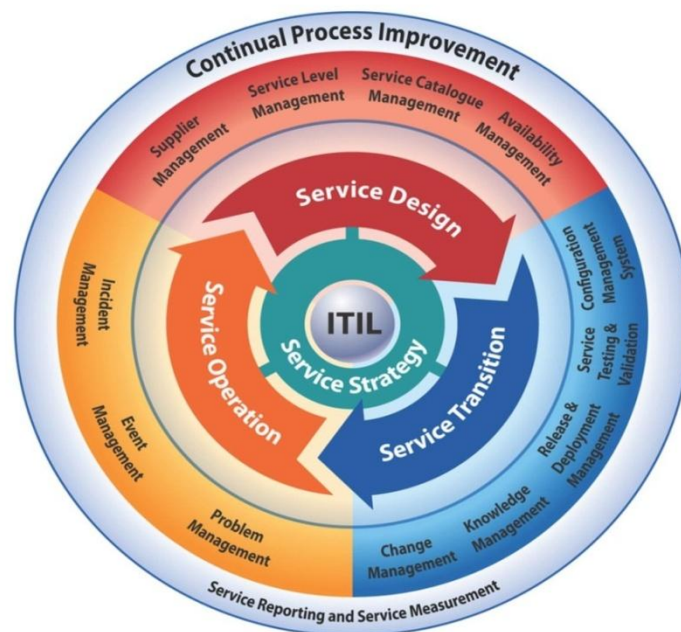 Continual Process Improvement
Supplier
Management
Service Level
Management
Service Catalogue
Management
Availability
Management
Configuration
Management
System
Service
Testing &
Validation
Release &
Deployment
Management
Knowledge
Management
Change
Management
Problem
Management
Event
Management
Incident
Management
Service Design
Service Transition
Service Operation
ITIL
Service Strategy
Service Reporting and Service Measurement